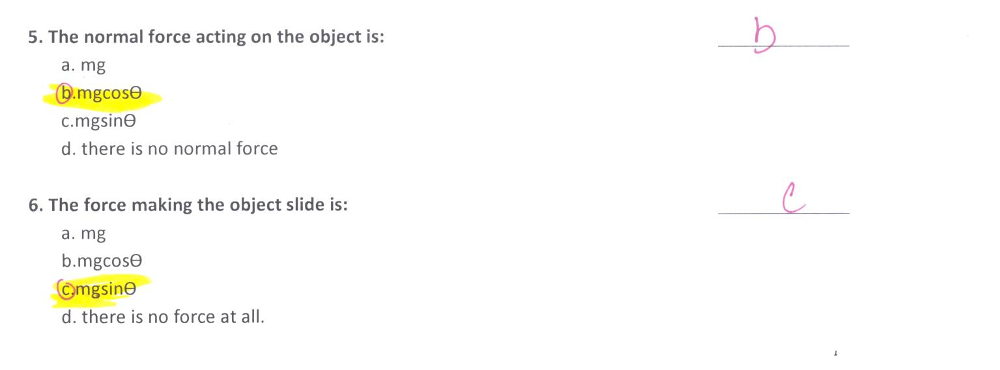 5. The normal force acting on the object is: b
a. mg
b.mgcosθ
c.mgsinθ
d. there is no normal force
6. The force making the object slide is: c
a. mg
b.mgcosθ
c.mgsinθ
d. there is no force at all.